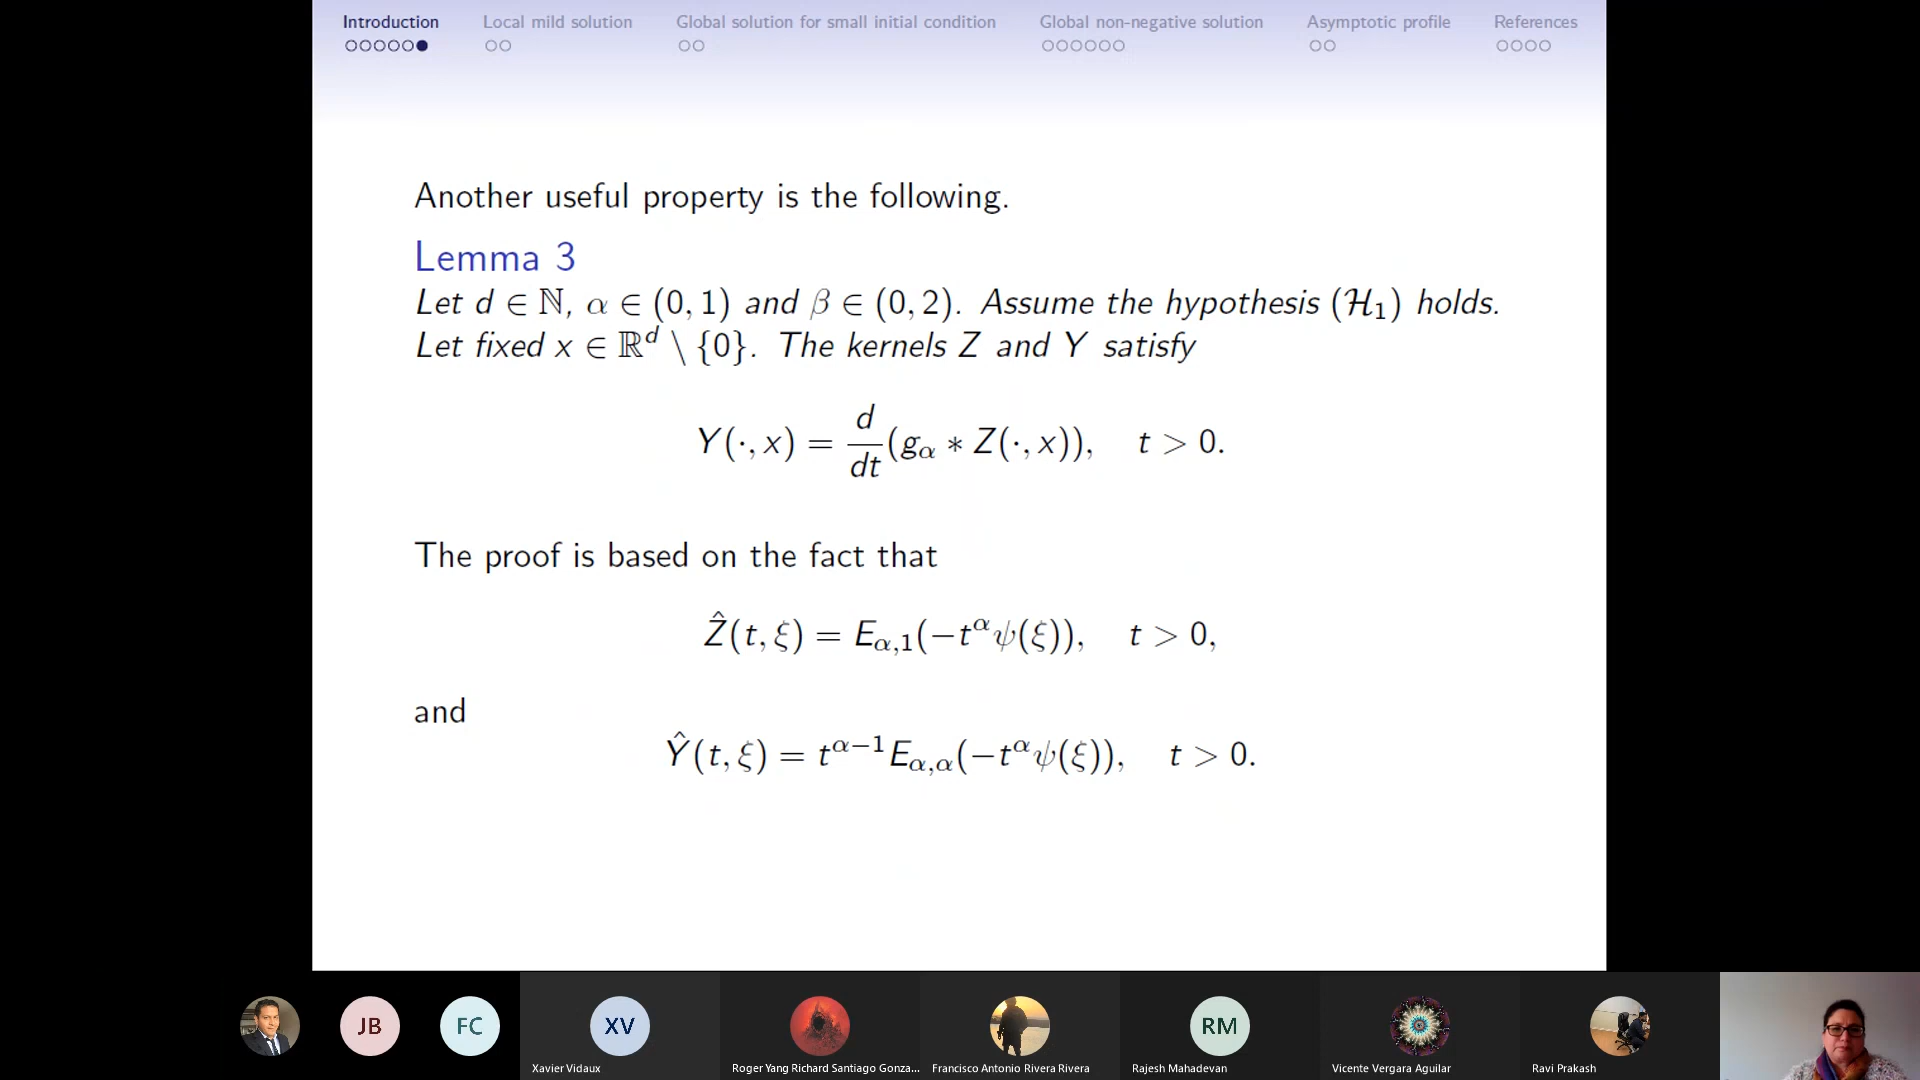 Introduction Local mild solution Global solution for small initial condition Global non-negative solution Asymptotic profile References
Another useful property is the following.
Lemma 3
Let d ∈ ℕ, α ∈ (0, 1) and β ∈ (0, 2). Assume the hypothesis (ℋ₁) holds.
Let fixed x ∈ ℝᵈ \ {0}. The kernels Z and Y satisfy
Y(·, x) = d/dt (g_α * Z(·, x)), t > 0.
The proof is based on the fact that
Ẑ(t, ξ) = E_{α,1}(−t^α ψ(ξ)), t > 0,
and
Ŷ(t, ξ) = t^{α−1} E_{α,α}(−t^α ψ(ξ)), t > 0.
JB FC XV RM
Xavier Vidaux Roger Yang Richard Santiago Gonza... Francisco Antonio Rivera Rivera Rajesh Mahadevan Vicente Vergara Aguilar Ravi Prakash